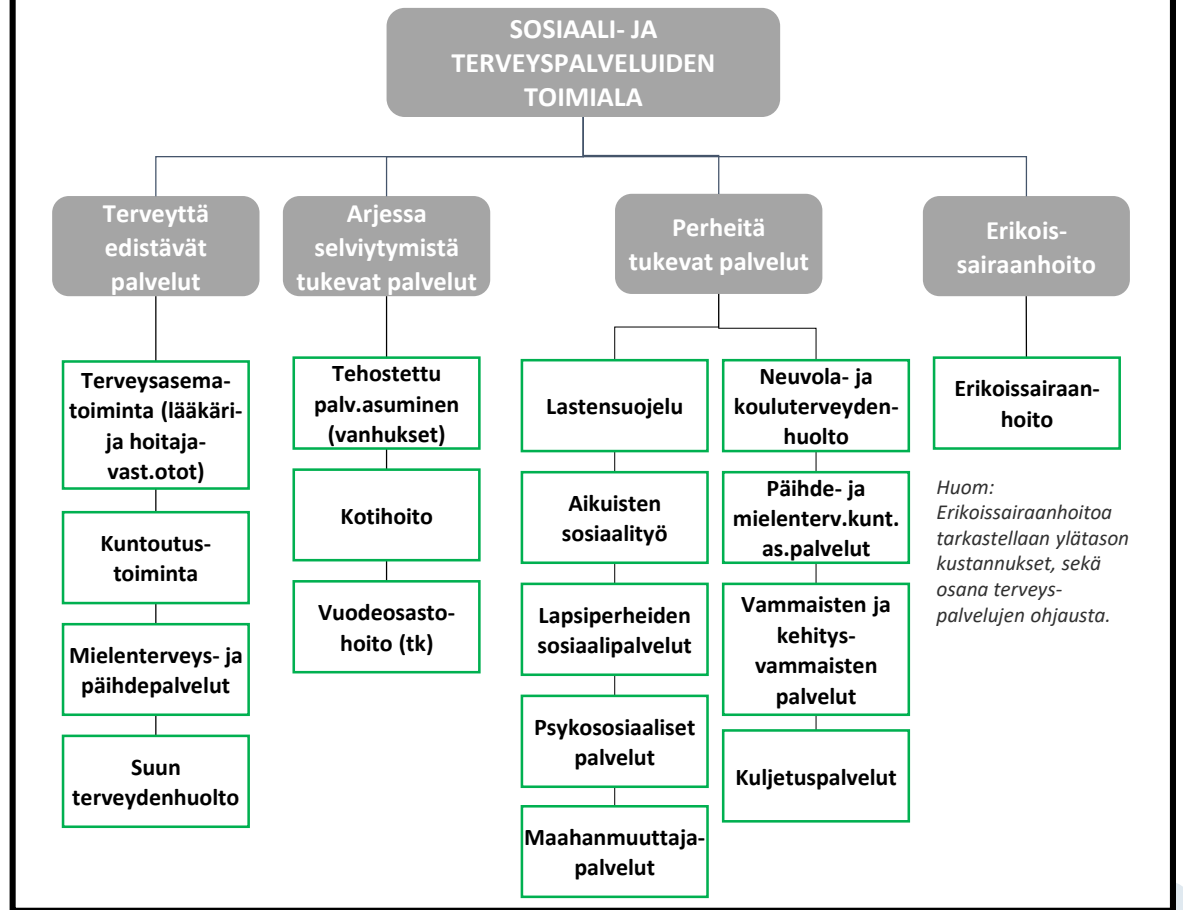 SOSIAALI- JA
TERVEYSPALVELUIDEN
TOIMIALA
Terveyttä
edistävät
palvelut
Arjessa
selviytymistä
tukevat palvelut
Perheitä
tukevat palvelut
Erikois-
sairaanhoito
Terveysasema-
toiminta (lääkäri-
ja hoitaja-
vast.otot)
Kuntoutus-
toiminta
Mielenterveys- ja
päihdepalvelut
Suun
terveydenhuolto
Tehostettu
palv.asuminen
(vanhukset)
Kotihoito
Vuodeosasto-
hoito (tk)
Lastensuojelu
Aikuisten
sosiaalityö
Lapsiperheiden
sosiaalipalvelut
Psykososiaaliset
palvelut
Maahanmuuttaja-
palvelut
Neuvola- ja
kouluterveyden-
huolto
Päihde- ja
mielenterv.kunt.
as.palvelut
Vammaisten ja
kehitys-
vammaisten
palvelut
Kuljetuspalvelut
Erikoissairaan-
hoito
Huom:
Erikoissairaanhoitoa
tarkastellaan ylätason
kustannukset, sekä
osana terveys-
palvelujen ohjausta.